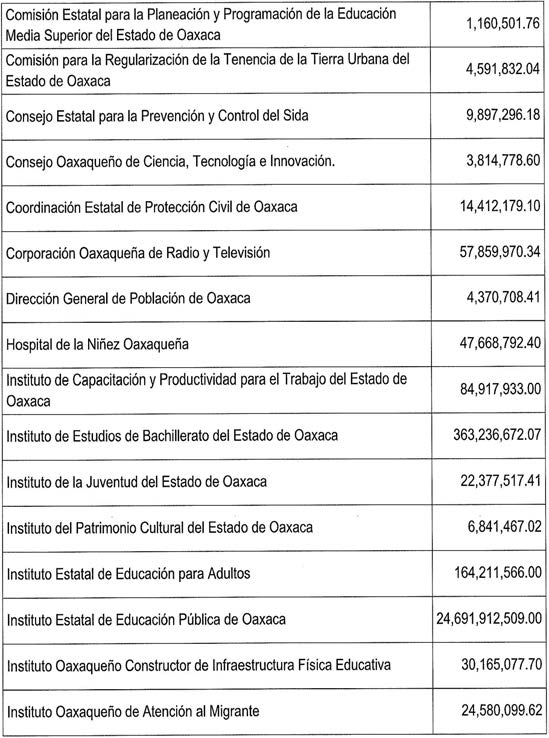 Comisión Estatal para la Planeación y Programación de la Educación
Media Superior del Estado de Oaxaca
1,160,501.76
Comisión para la Regularización de la Tenencia de la Tierra Urbana del
Estado de Oaxaca
4,591,832.04
Consejo Estatal para la Prevención y Control del Sida
9,897,296.18
Consejo Oaxaqueño de Ciencia, Tecnología e Innovación.
3,814,778.60
Coordinación Estatal de Protección Civil de Oaxaca
14,412,179.10
Corporación Oaxaqueña de Radio y Televisión
57,859,970.34
Dirección General de Población de Oaxaca
4,370,708.41
Hospital de la Niñez Oaxaqueña
47,668,792.40
Instituto de Capacitación y Productividad para el Trabajo del Estado de
Oaxaca
84,917,933.00
Instituto de Estudios de Bachillerato del Estado de Oaxaca
363,236,672.07
Instituto de la Juventud del Estado de Oaxaca
22,377,517.41
Instituto del Patrimonio Cultural del Estado de Oaxaca
6,841,467.02
Instituto Estatal de Educación para Adultos
164,211,566.00
Instituto Estatal de Educación Pública de Oaxaca
24,691,912,509.00
Instituto Oaxaqueño Constructor de Infraestructura Física Educativa
30,165,077.70
Instituto Oaxaqueño de Atención al Migrante
24,580,099.62